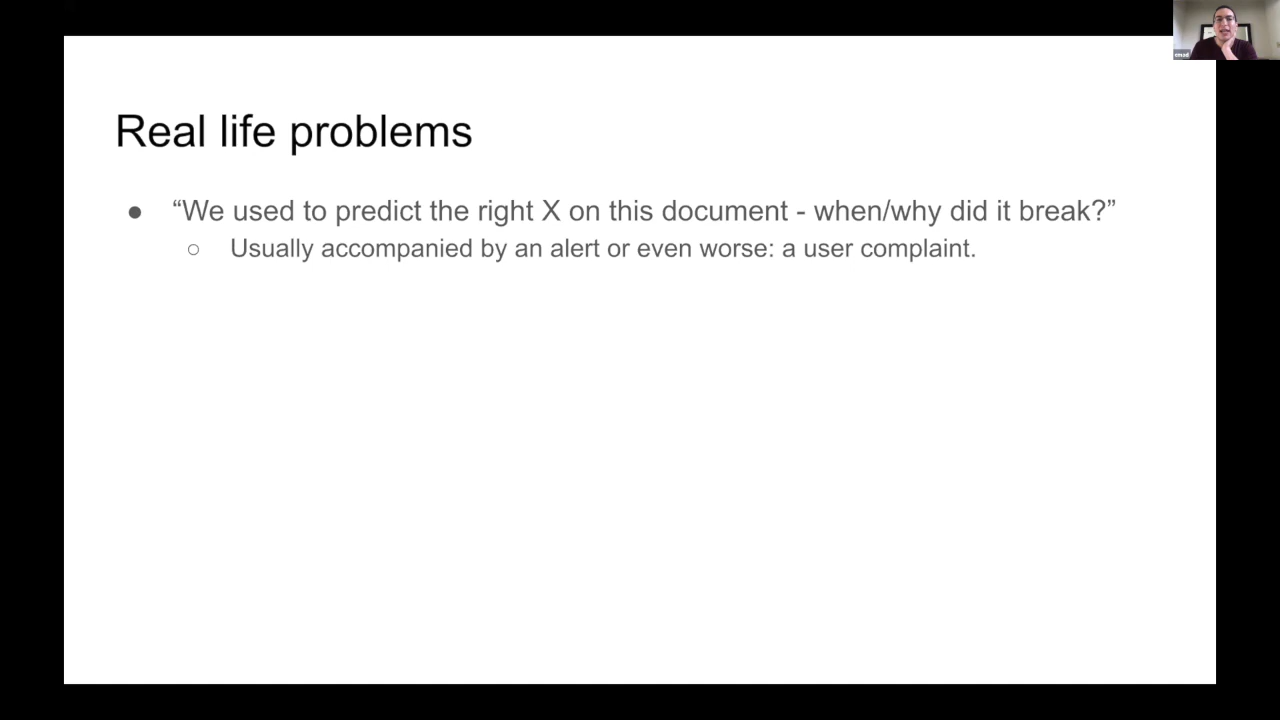 Real life problems
● “We used to predict the right X on this document - when/why did it break?”
○ Usually accompanied by an alert or even worse: a user complaint.